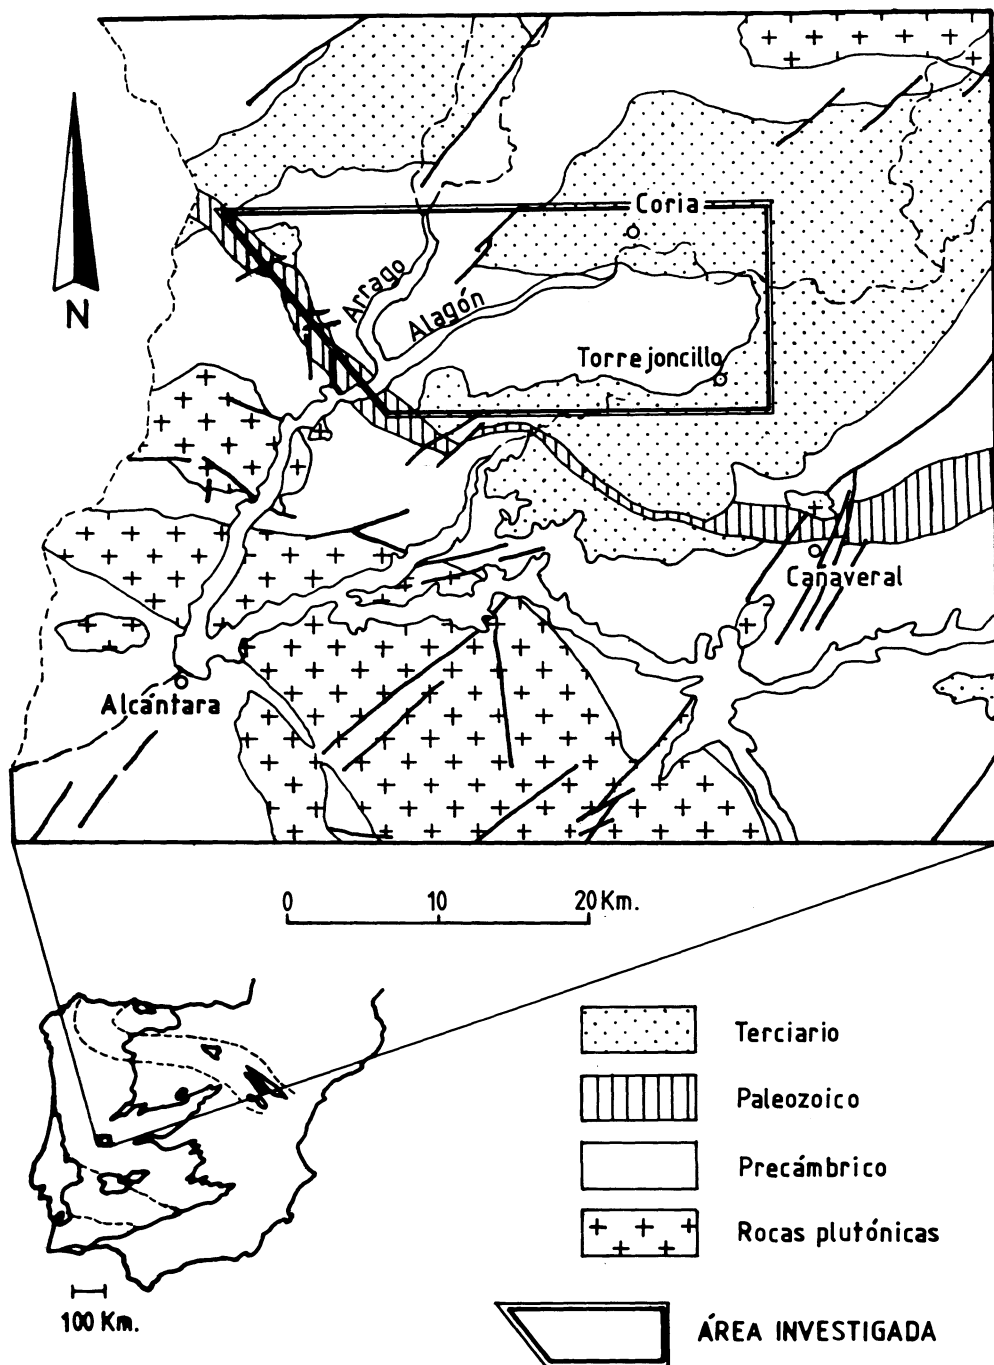 Coria
N
Arrago
Alagón
Torrejoncillo
Cañaveral
Alcántara
0 10 20 Km.
Terciario
Paleozoico
Precámbrico
Rocas plutónicas
100 Km.
ÁREA INVESTIGADA